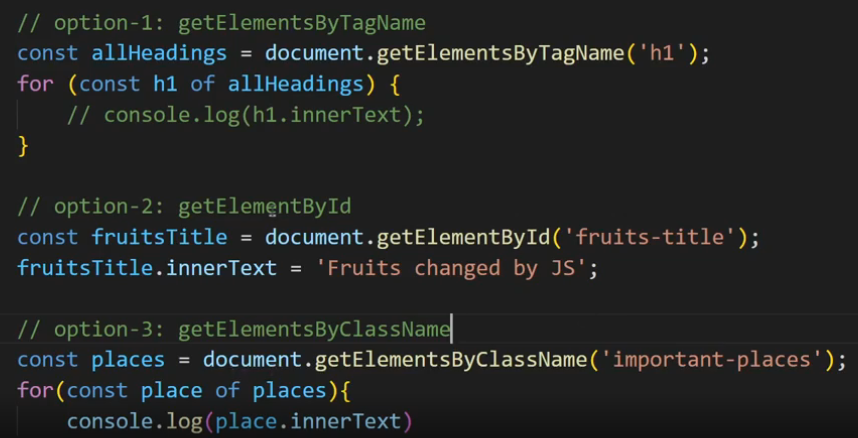 // option-1: getElementsByTagName
const allHeadings = document.getElementsByTagName('h1');
for (const h1 of allHeadings) {
    // console.log(h1.innerText);
}

// option-2: getElementById
const fruitsTitle = document.getElementById('fruits-title');
fruitsTitle.innerText = 'Fruits changed by JS';

// option-3: getElementsByClassName
const places = document.getElementsByClassName('important-places');
for(const place of places){
    console.log(place.innerText)